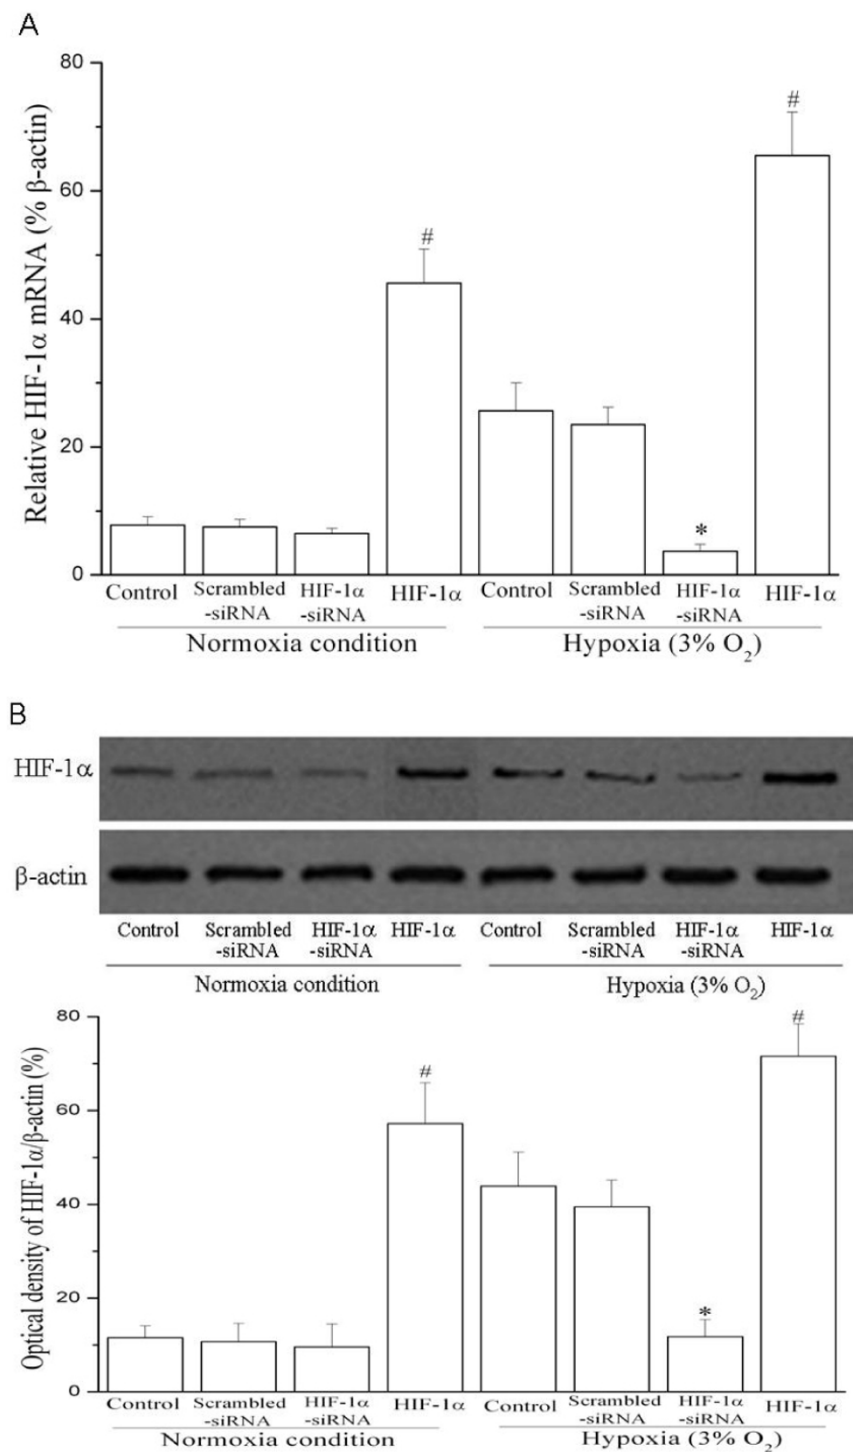 A
Relative HIF-1α mRNA (% β-actin)
80
60
40
20
0
#
*
#
Control
Scrambled
-siRNA
HIF-1α
-siRNA
HIF-1α
Control
Scrambled
-siRNA
HIF-1α
-siRNA
HIF-1α
Normoxia condition
Hypoxia (3% O₂)
B
HIF-1α
β-actin
Control
Scrambled
-siRNA
HIF-1α
-siRNA
HIF-1α
Control
Scrambled
-siRNA
HIF-1α
-siRNA
HIF-1α
Normoxia condition
Hypoxia (3% O₂)
Optical density of HIF-1α/β-actin (%)
80
60
40
20
0
#
*
#
Control
Scrambled
-siRNA
HIF-1α
-siRNA
HIF-1α
Control
Scrambled
-siRNA
HIF-1α
-siRNA
HIF-1α
Normoxia condition
Hypoxia (3% O₂)